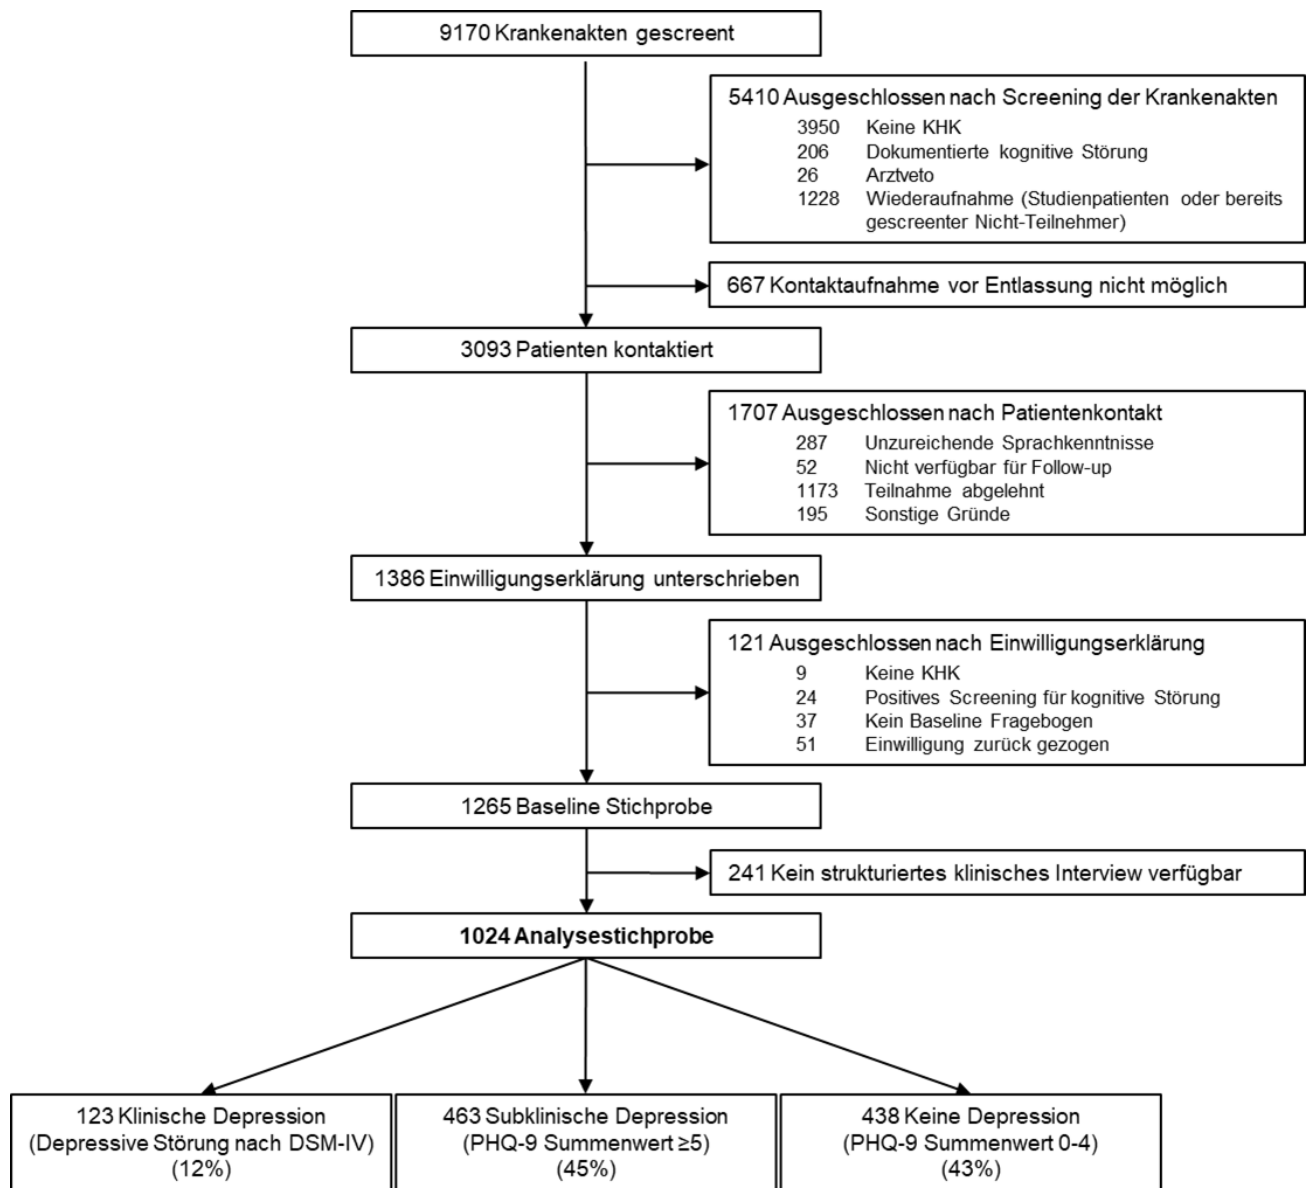 9170 Krankenakten gescreent
5410 Ausgeschlossen nach Screening der Krankenakten
3950 Keine KHK
206 Dokumentierte kognitive Störung
26 Arztveto
1228 Wiederaufnahme (Studienpatienten oder bereits
gescreenter Nicht-Teilnehmer)
667 Kontaktaufnahme vor Entlassung nicht möglich
3093 Patienten kontaktiert
1707 Ausgeschlossen nach Patientenkontakt
287 Unzureichende Sprachkenntnisse
52 Nicht verfügbar für Follow-up
1173 Teilnahme abgelehnt
195 Sonstige Gründe
1386 Einwilligungserklärung unterschrieben
121 Ausgeschlossen nach Einwilligungserklärung
9 Keine KHK
24 Positives Screening für kognitive Störung
37 Kein Baseline Fragebogen
51 Einwilligung zurück gezogen
1265 Baseline Stichprobe
241 Kein strukturiertes klinisches Interview verfügbar
1024 Analysestichprobe
123 Klinische Depression
(Depressive Störung nach DSM-IV)
(12%)
463 Subklinische Depression
(PHQ-9 Summenwert ≥5)
(45%)
438 Keine Depression
(PHQ-9 Summenwert 0-4)
(43%)